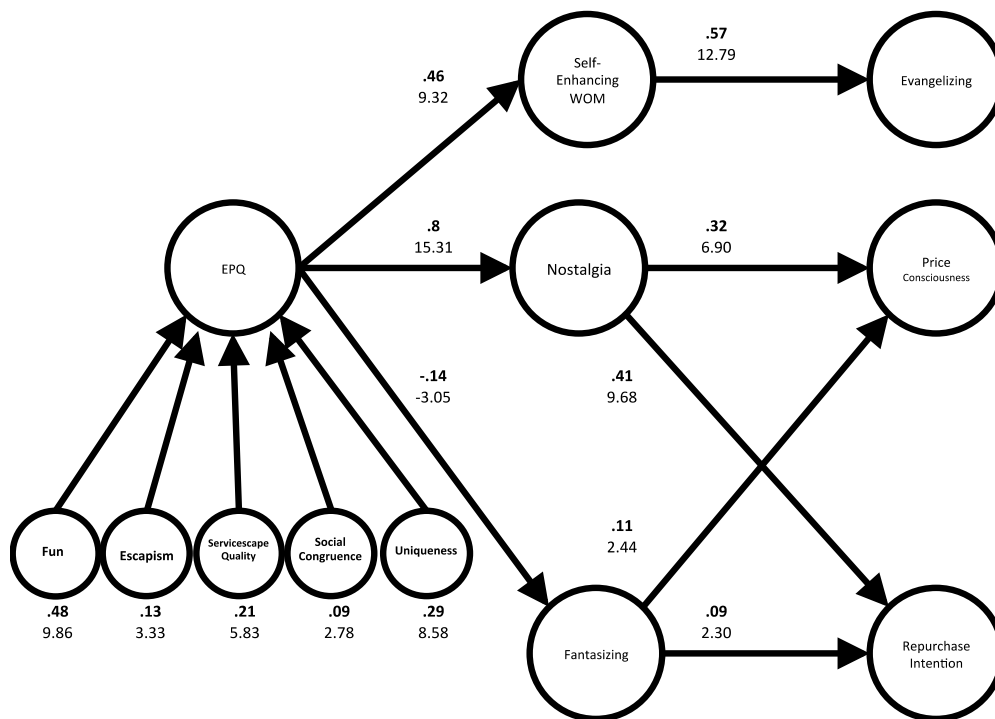 .46
9.32
Self-
Enhancing
WOM
.57
12.79
Evangelizing
EPQ
.8
15.31
Nostalgia
.32
6.90
Price
Consciousness
-.14
-3.05
.41
9.68
.11
2.44
Fun
Escapism
Servicescape
Quality
Social
Congruence
Uniqueness
.48
9.86
.13
3.33
.21
5.83
.09
2.78
.29
8.58
Fantasizing
.09
2.30
Repurchase
Intention